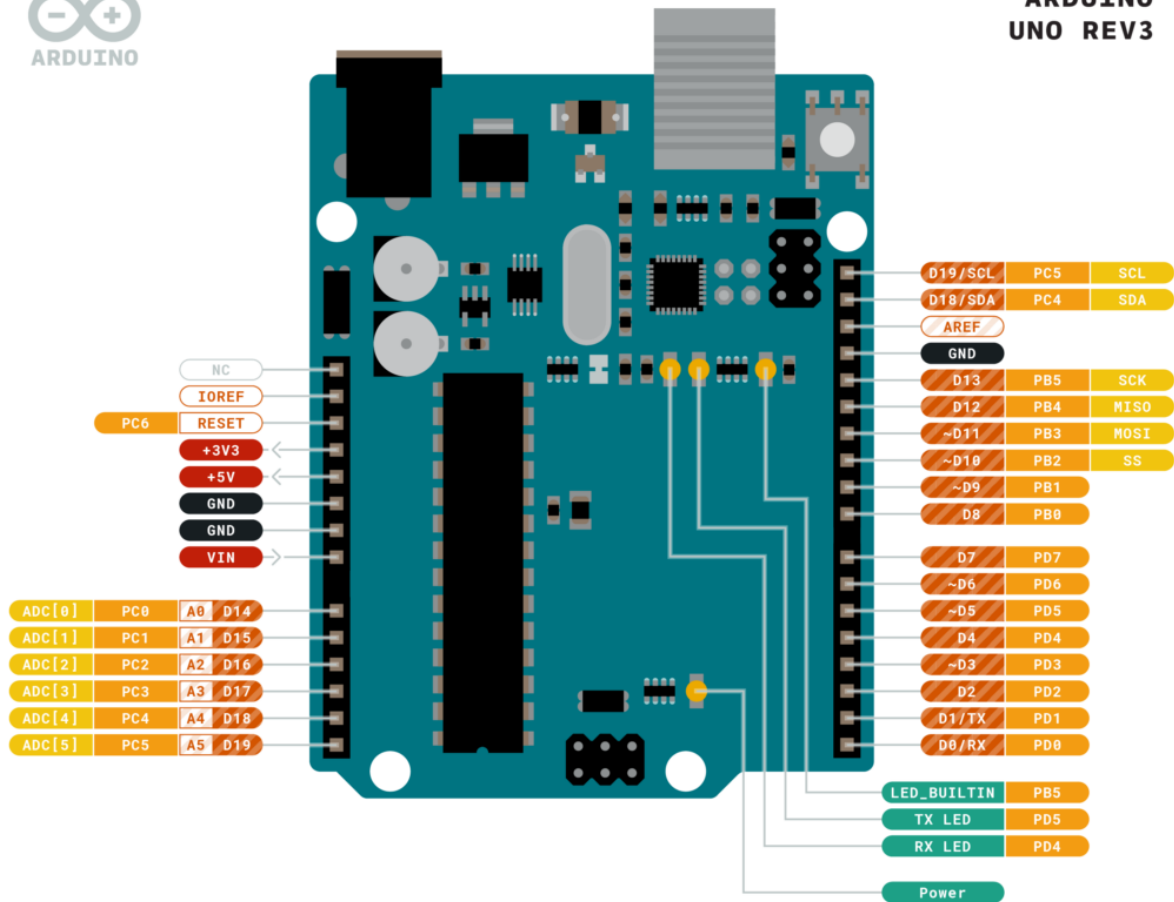 ARDUINO
UNO REV3
ARDUINO
D19/SCL PC5 SCL
D18/SDA PC4 SDA
AREF
GND
D13 PB5 SCK
D12 PB4 MISO
~D11 PB3 MOSI
~D10 PB2 SS
~D9 PB1
D8 PB0
D7 PD7
~D6 PD6
~D5 PD5
D4 PD4
~D3 PD3
D2 PD2
D1/TX PD1
D0/RX PD0
NC
IOREF
PC6 RESET
+3V3
+5V
GND
GND
VIN
ADC[0] PC0 A0 D14
ADC[1] PC1 A1 D15
ADC[2] PC2 A2 D16
ADC[3] PC3 A3 D17
ADC[4] PC4 A4 D18
ADC[5] PC5 A5 D19
LED_BUILTIN PB5
TX LED PD5
RX LED PD4
Power